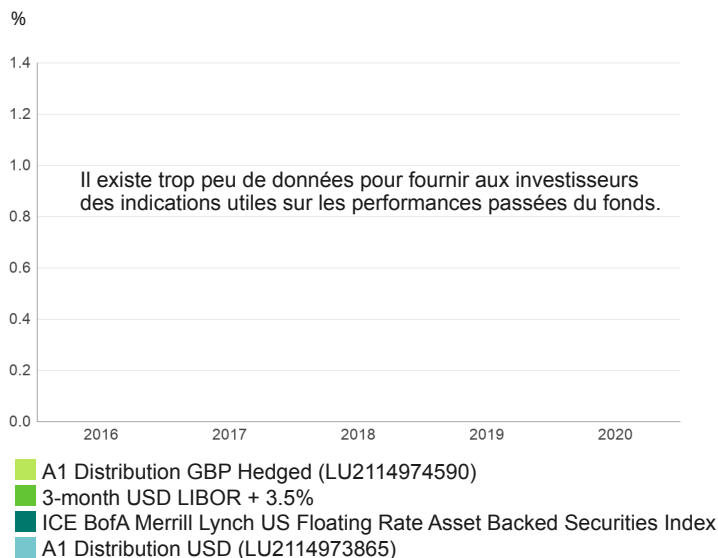 %
1.4
1.2
1.0
0.8
0.6
0.4
0.2
0.0
Il existe trop peu de données pour fournir aux investisseurs
des indications utiles sur les performances passées du fonds.
2016 2017 2018 2019 2020
A1 Distribution GBP Hedged (LU2114974590)
3-month USD LIBOR + 3.5%
ICE BofA Merrill Lynch US Floating Rate Asset Backed Securities Index
A1 Distribution USD (LU2114973865)